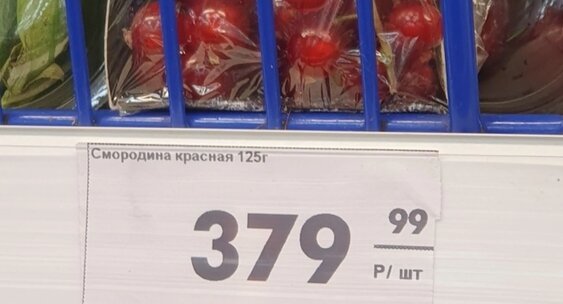 Смородина красная 125г
379 99
Р/ шт